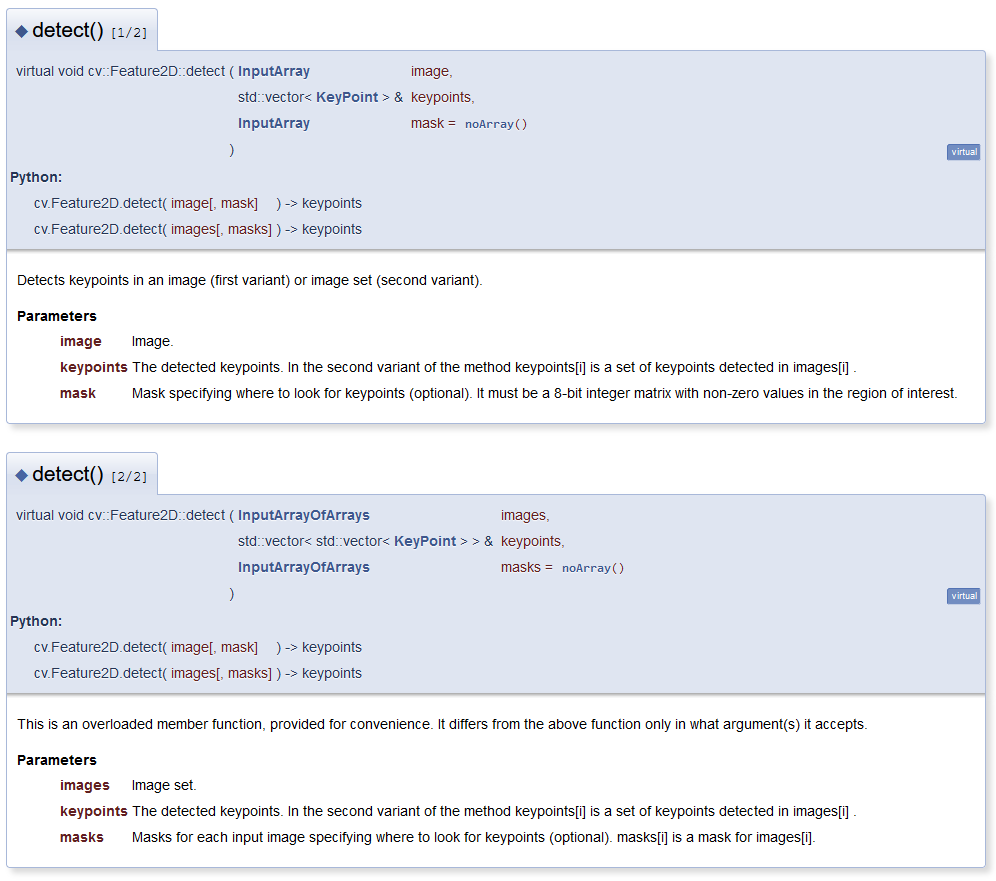 ◆ detect() [1/2]
virtual void cv::Feature2D::detect ( InputArray image,
std::vector< KeyPoint > & keypoints,
InputArray mask = noArray()
)
virtual
Python:
cv.Feature2D.detect( image[, mask] ) -> keypoints
cv.Feature2D.detect( images[, masks] ) -> keypoints
Detects keypoints in an image (first variant) or image set (second variant).
Parameters
image Image.
keypoints The detected keypoints. In the second variant of the method keypoints[i] is a set of keypoints detected in images[i] .
mask Mask specifying where to look for keypoints (optional). It must be a 8-bit integer matrix with non-zero values in the region of interest.
◆ detect() [2/2]
virtual void cv::Feature2D::detect ( InputArrayOfArrays images,
std::vector< std::vector< KeyPoint > > & keypoints,
InputArrayOfArrays masks = noArray()
)
virtual
Python:
cv.Feature2D.detect( image[, mask] ) -> keypoints
cv.Feature2D.detect( images[, masks] ) -> keypoints
This is an overloaded member function, provided for convenience. It differs from the above function only in what argument(s) it accepts.
Parameters
images Image set.
keypoints The detected keypoints. In the second variant of the method keypoints[i] is a set of keypoints detected in images[i] .
masks Masks for each input image specifying where to look for keypoints (optional). masks[i] is a mask for images[i].